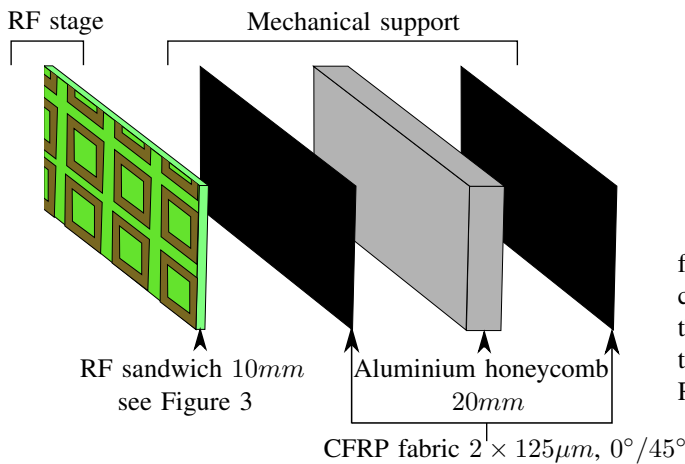 RF stage
Mechanical support
RF sandwich 10mm
see Figure 3
Aluminium honeycomb
20mm
CFRP fabric 2 × 125μm, 0°/45°
f
c
t
t